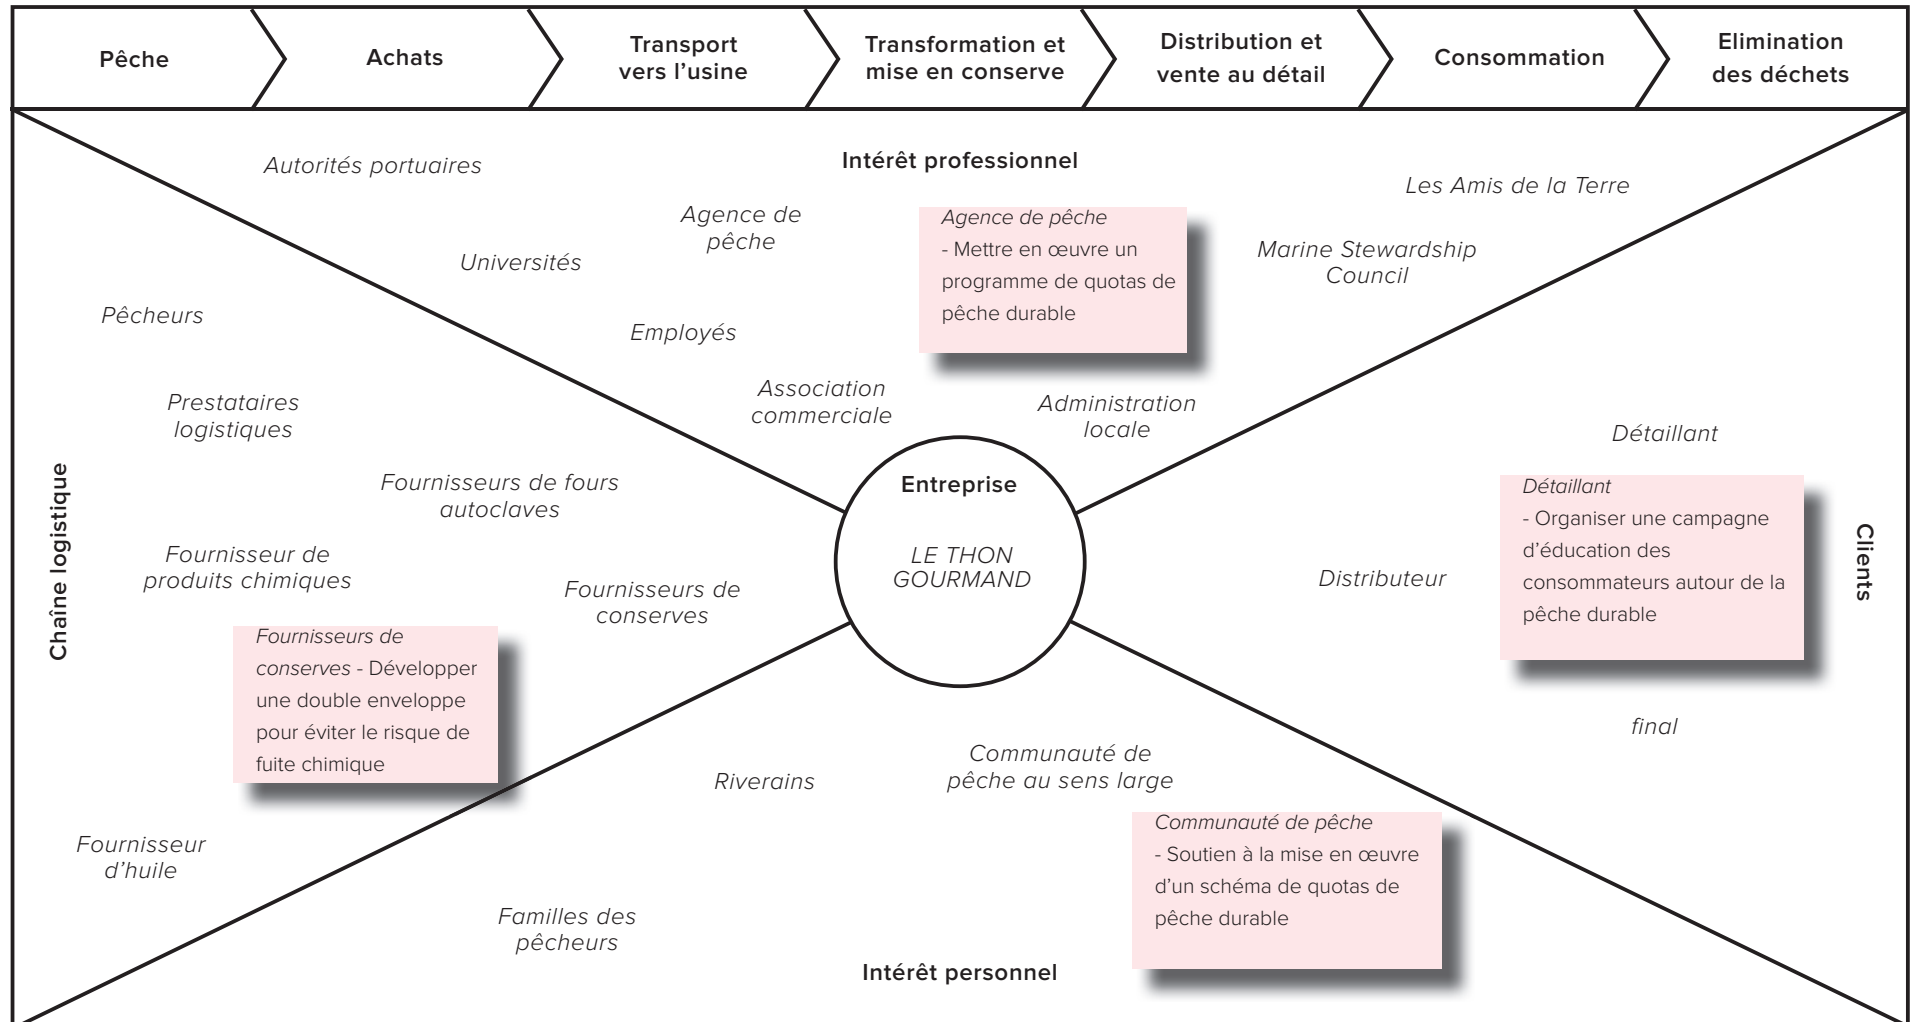 Pêche
Achats
Transport
vers l’usine
Transformation et
mise en conserve
Distribution et
vente au détail
Consommation
Elimination
des déchets
Intérêt professionnel
Autorités portuaires
Agence de
pêche
Universités
Employés
Association
commerciale
Agence de pêche
- Mettre en œuvre un
programme de quotas de
pêche durable
Administration
locale
Les Amis de la Terre
Marine Stewardship
Council
Chaîne logistique
Pêcheurs
Prestataires
logistiques
Fournisseurs de fours
autoclaves
Fournisseur de
produits chimiques
Fournisseurs de
conserves
Fournisseurs de
conserves - Développer
une double enveloppe
pour éviter le risque de
fuite chimique
Fournisseur
d’huile
Entreprise
LE THON
GOURMAND
Détaillant
Distributeur
Détaillant
- Organiser une campagne
d’éducation des
consommateurs autour de la
pêche durable
final
Clients
Riverains
Communauté de
pêche au sens large
Communauté de pêche
- Soutien à la mise en œuvre
d’un schéma de quotas de
pêche durable
Familles des
pêcheurs
Intérêt personnel